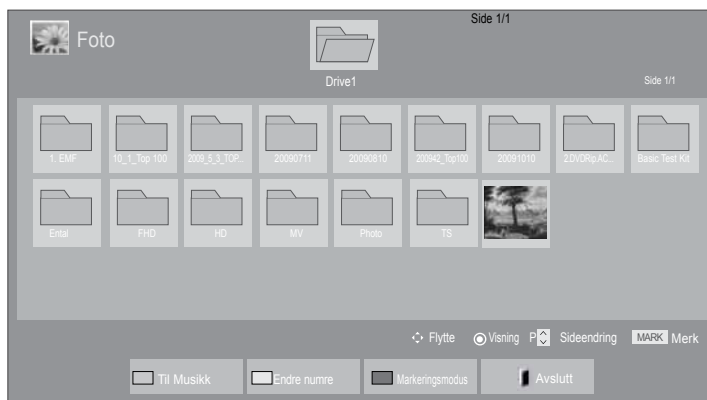 Side 1/1
Foto
Drive1
Side 1/1
1. EMF
10_1_Top 100
2009_5_3_TOP...
20090711
20090810
200942_Top100
20091010
2.DVDRip.AC...
Basic Test Kit
Ental
FHD
HD
MV
Photo
TS
Flytte
Visning
P
Sideendring
MARK Merk
Til Musikk
Endre numre
Markeringsmodus
Avslutt